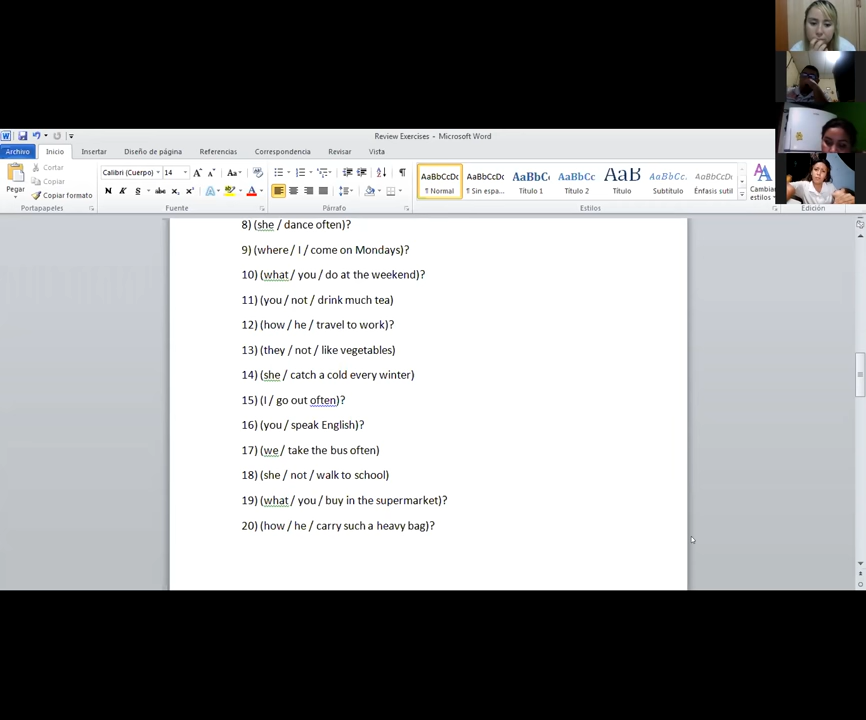 Review Exercises - Microsoft Word
Archivo Inicio Insertar Diseño de página Referencias Correspondencia Revisar Vista
Pegar
Cortar
Copiar
Copiar formato
Portapapeles
Calibri (Cuerpo) 14
Fuente
Párrafo
AaBbCcDc AaBbCcDc AaBbC AaBbCc AaB AaBbCc. AaBbCcDc
¶ Normal ¶ Sin espa... Título 1 Título 2 Título Subtítulo Énfasis sutil
Cambiar estilos
Estilos
Edición
8) (she / dance often)?
9) (where / I / come on Mondays)?
10) (what / you / do at the weekend)?
11) (you / not / drink much tea)
12) (how / he / travel to work)?
13) (they / not / like vegetables)
14) (she / catch a cold every winter)
15) (I / go out often)?
16) (you / speak English)?
17) (we / take the bus often)
18) (she / not / walk to school)
19) (what / you / buy in the supermarket)?
20) (how / he / carry such a heavy bag)?